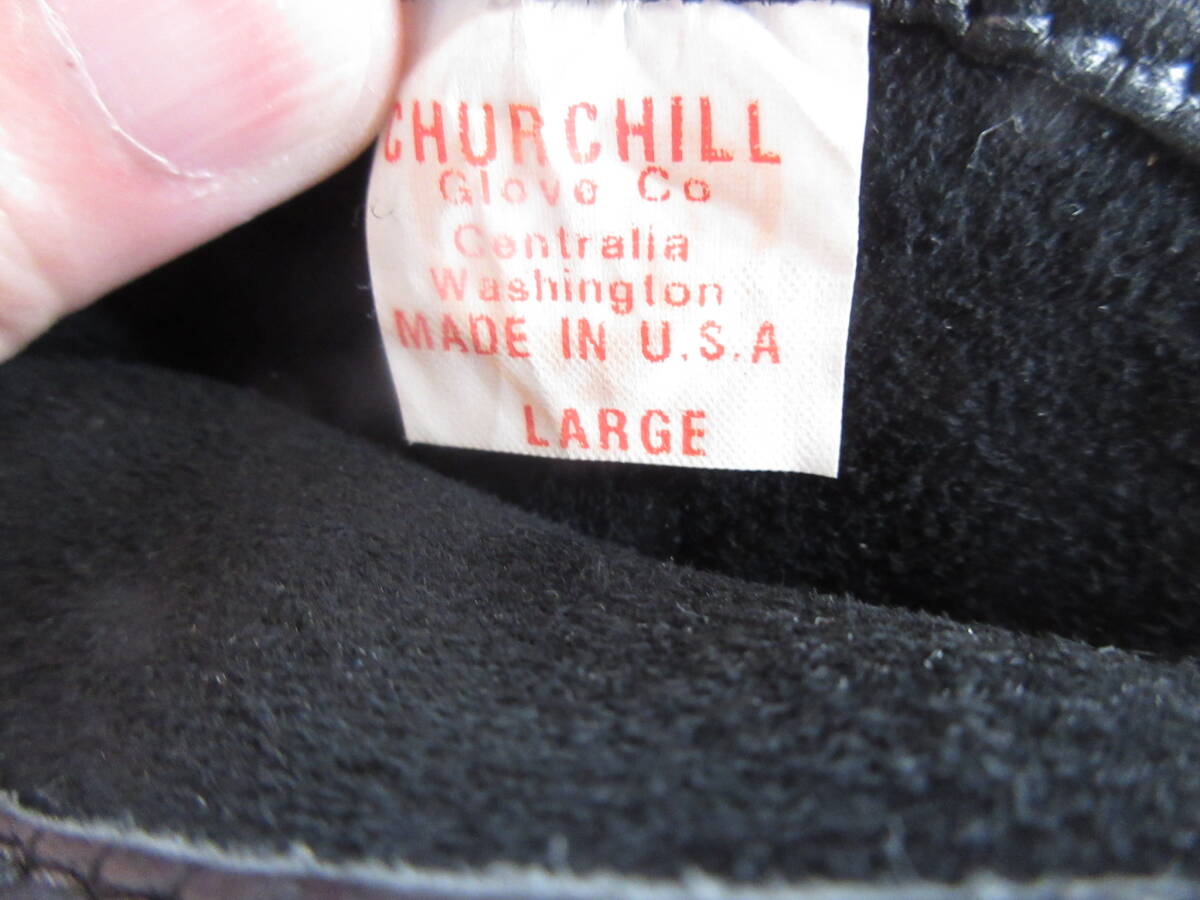 CHURCHILL
Glove Co
Centralia
Washington
MADE IN U.S.A
LARGE